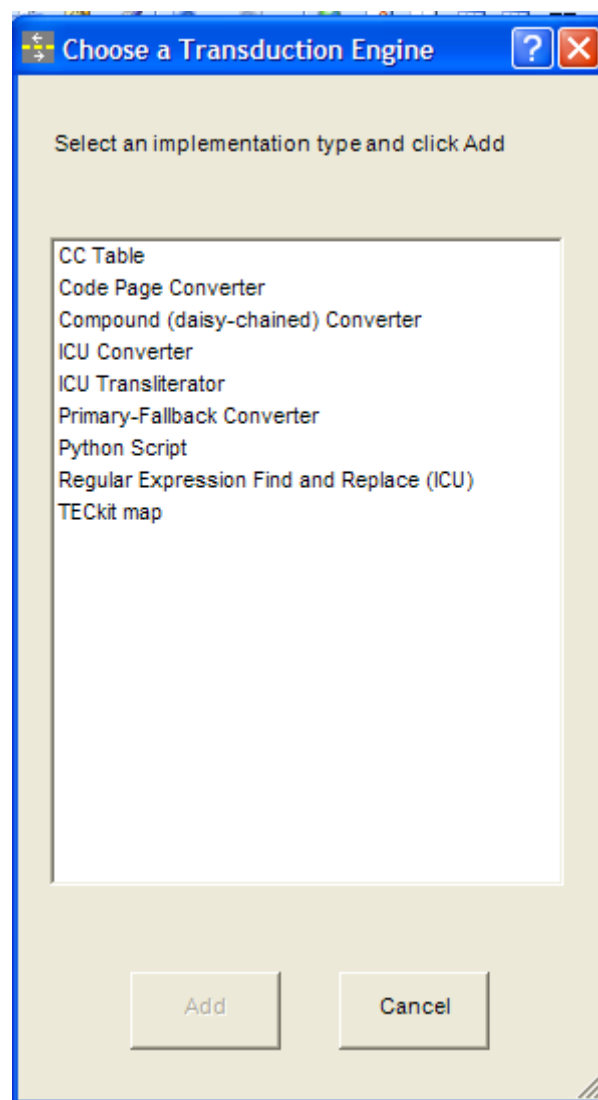 Choose a Transduction Engine
Select an implementation type and click Add
CC Table
Code Page Converter
Compound (daisy-chained) Converter
ICU Converter
ICU Transliterator
Primary-Fallback Converter
Python Script
Regular Expression Find and Replace (ICU)
TECkit map
Add
Cancel